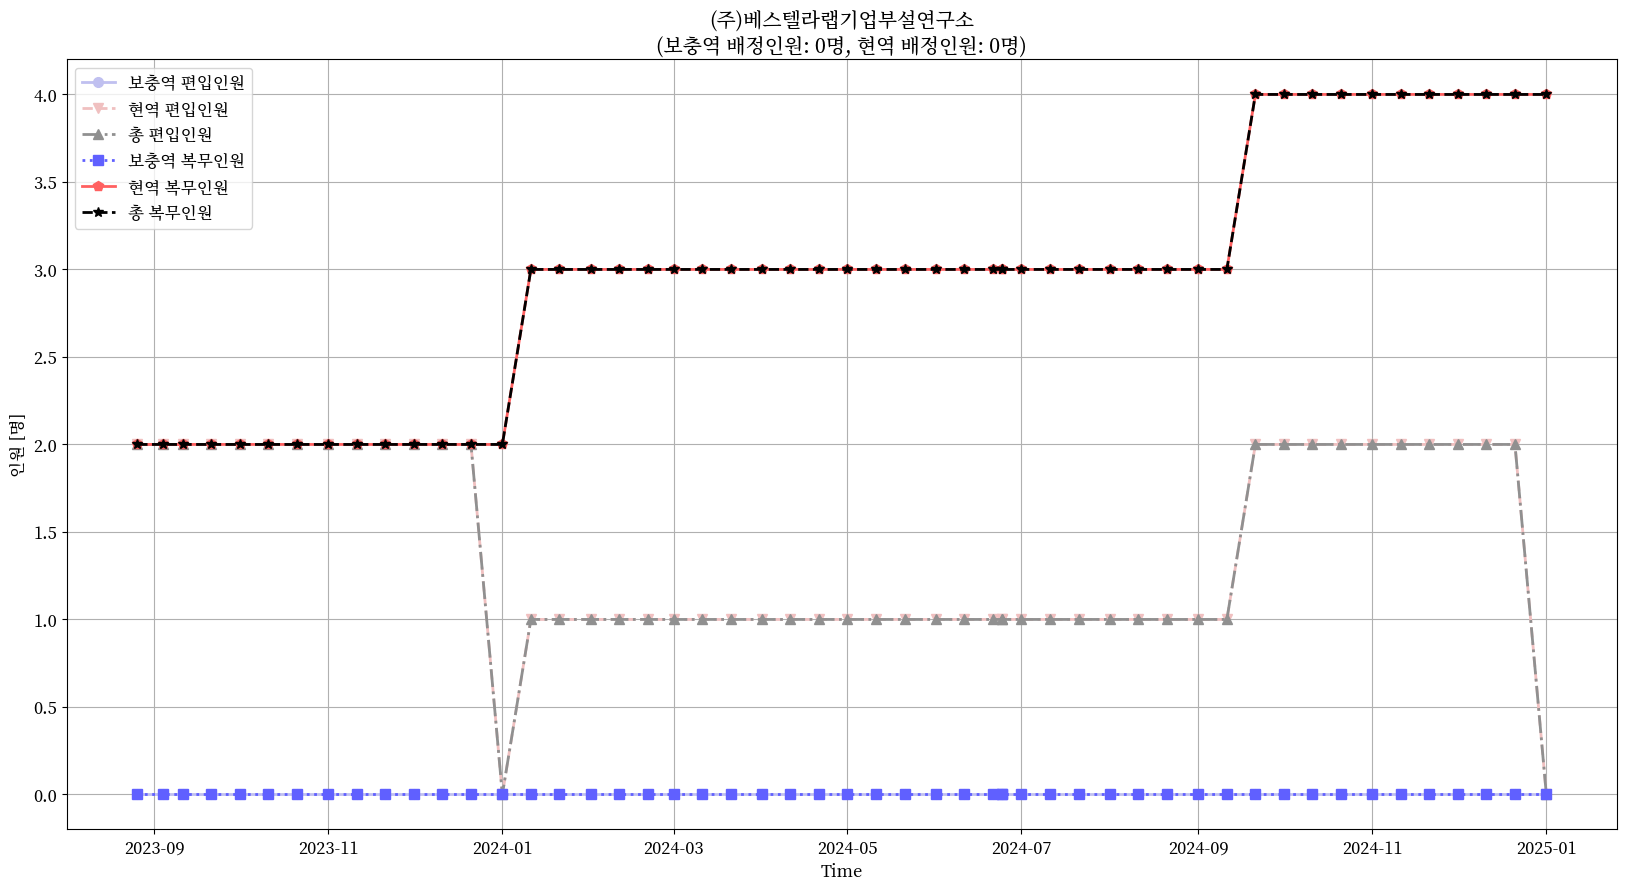 (주)베스텔라랩기업부설연구소
(보충역 배정인원: 0명, 현역 배정인원: 0명)
보충역 편입인원
현역 편입인원
총 편입인원
보충역 복무인원
현역 복무인원
총 복무인원
4.0
3.5
3.0
2.5
2.0
1.5
1.0
0.5
0.0
인원 [명]
2023-09
2023-11
2024-01
2024-03
2024-05
2024-07
2024-09
2024-11
2025-01
Time